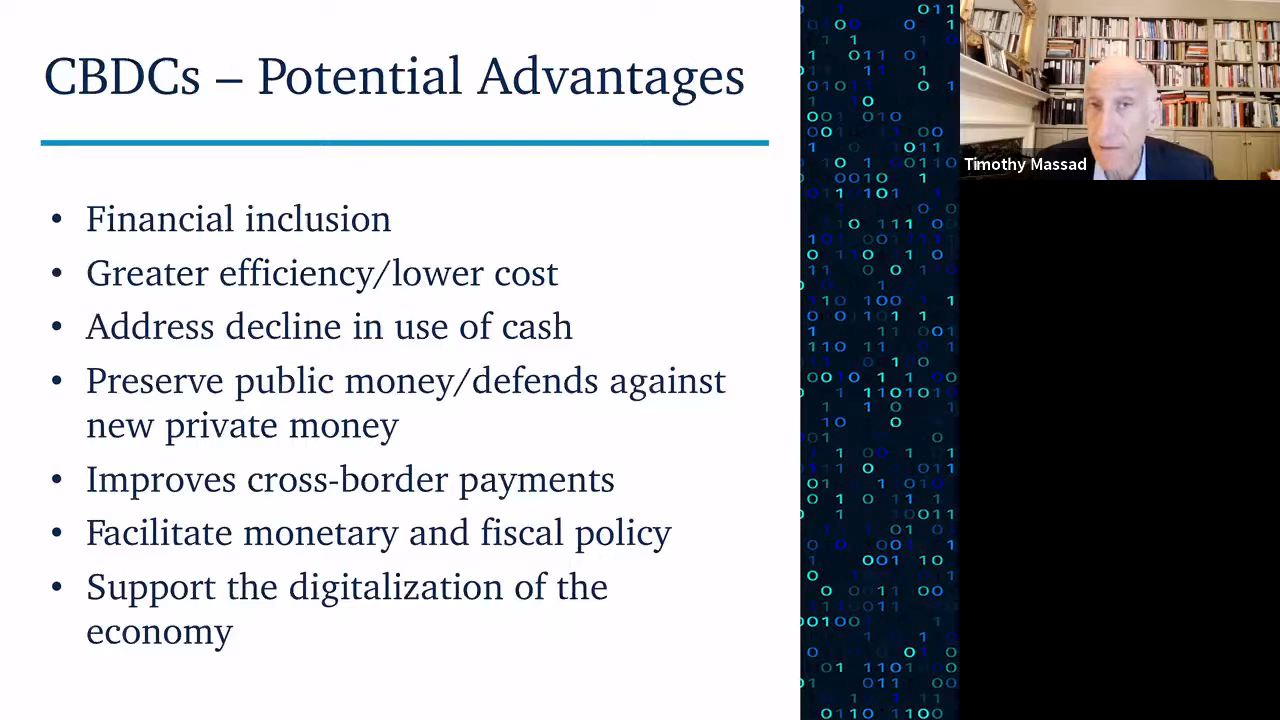 CBDCs – Potential Advantages
• Financial inclusion
• Greater efficiency/lower cost
• Address decline in use of cash
• Preserve public money/defends against
new private money
• Improves cross-border payments
• Facilitate monetary and fiscal policy
• Support the digitalization of the
economy
Timothy Massad